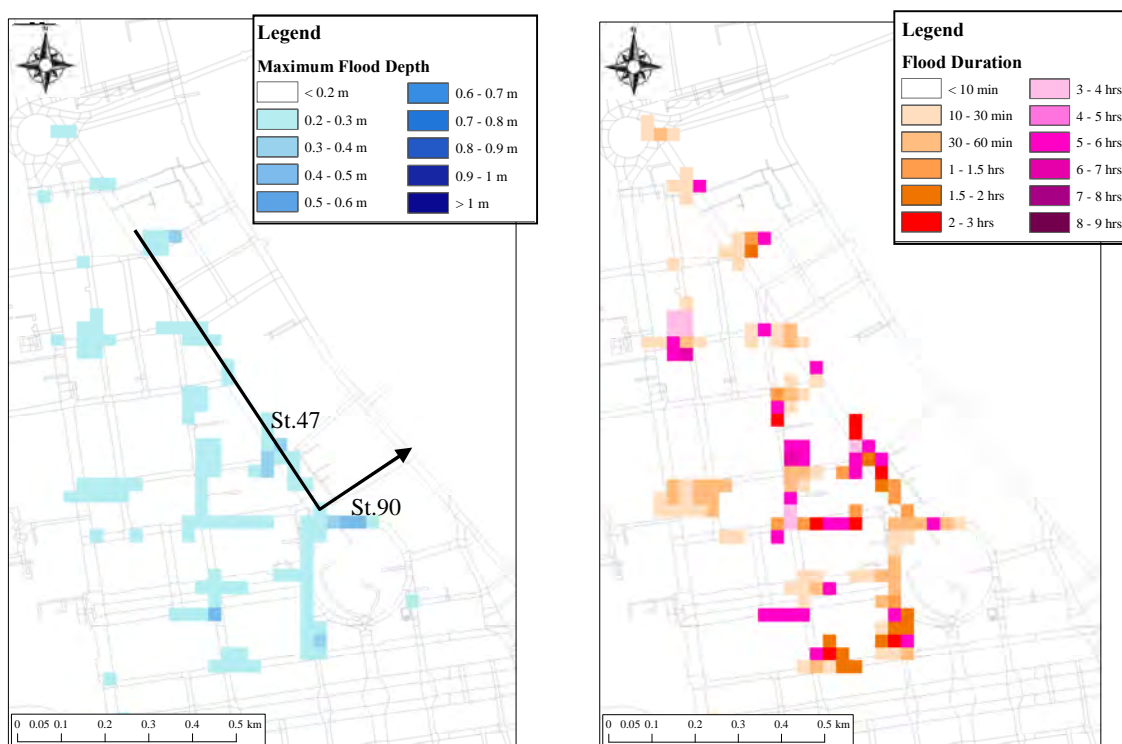 Legend
Maximum Flood Depth
< 0.2 m
0.2 - 0.3 m
0.3 - 0.4 m
0.4 - 0.5 m
0.5 - 0.6 m
0.6 - 0.7 m
0.7 - 0.8 m
0.8 - 0.9 m
0.9 - 1 m
> 1 m
St.47
St.90
0 0.05 0.1 0.2 0.3 0.4 0.5 km
Legend
Flood Duration
< 10 min
10 - 30 min
30 - 60 min
1 - 1.5 hrs
1.5 - 2 hrs
2 - 3 hrs
3 - 4 hrs
4 - 5 hrs
5 - 6 hrs
6 - 7 hrs
7 - 8 hrs
8 - 9 hrs
0 0.05 0.1 0.2 0.3 0.4 0.5 km